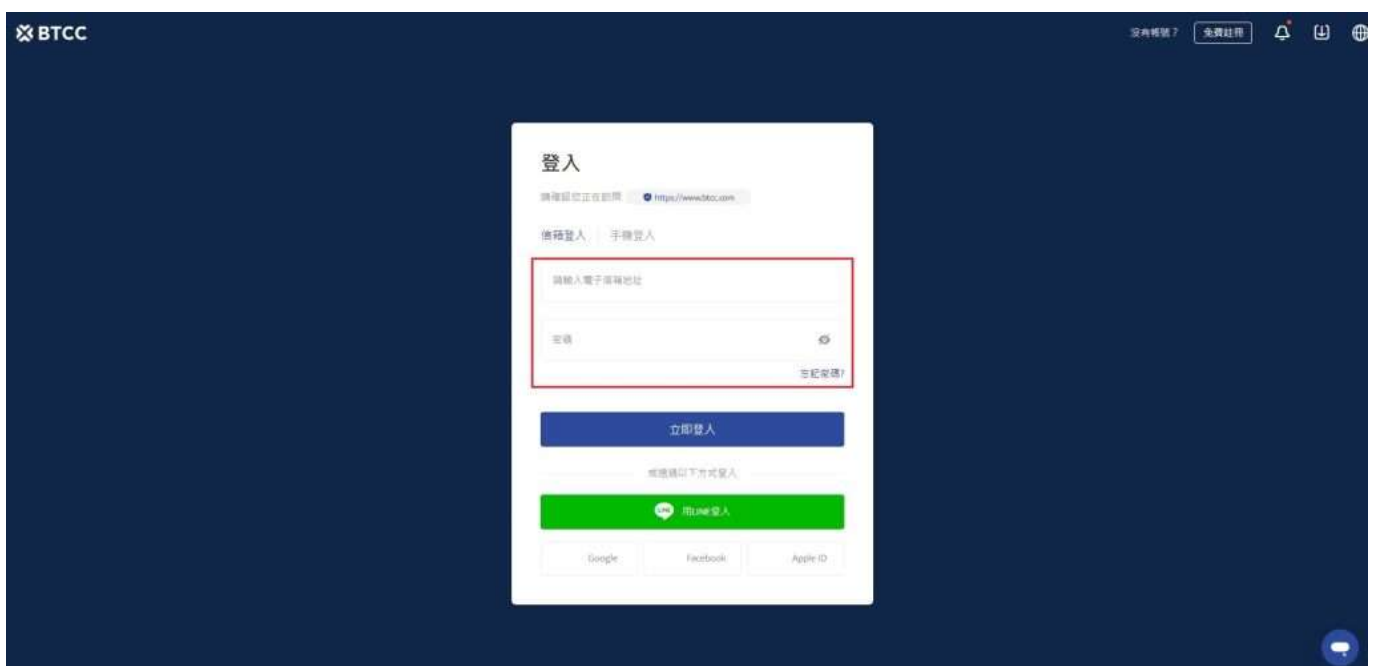 BTCC
沒有帳號？ 免費註冊
登入
請確認您正在訪問 https://www.btcc.com
信箱登入 手機登入
請輸入電子信箱地址
密碼
忘記密碼?
立即登入
或透過以下方式登入
LINE 用LINE登入
Google Facebook Apple ID